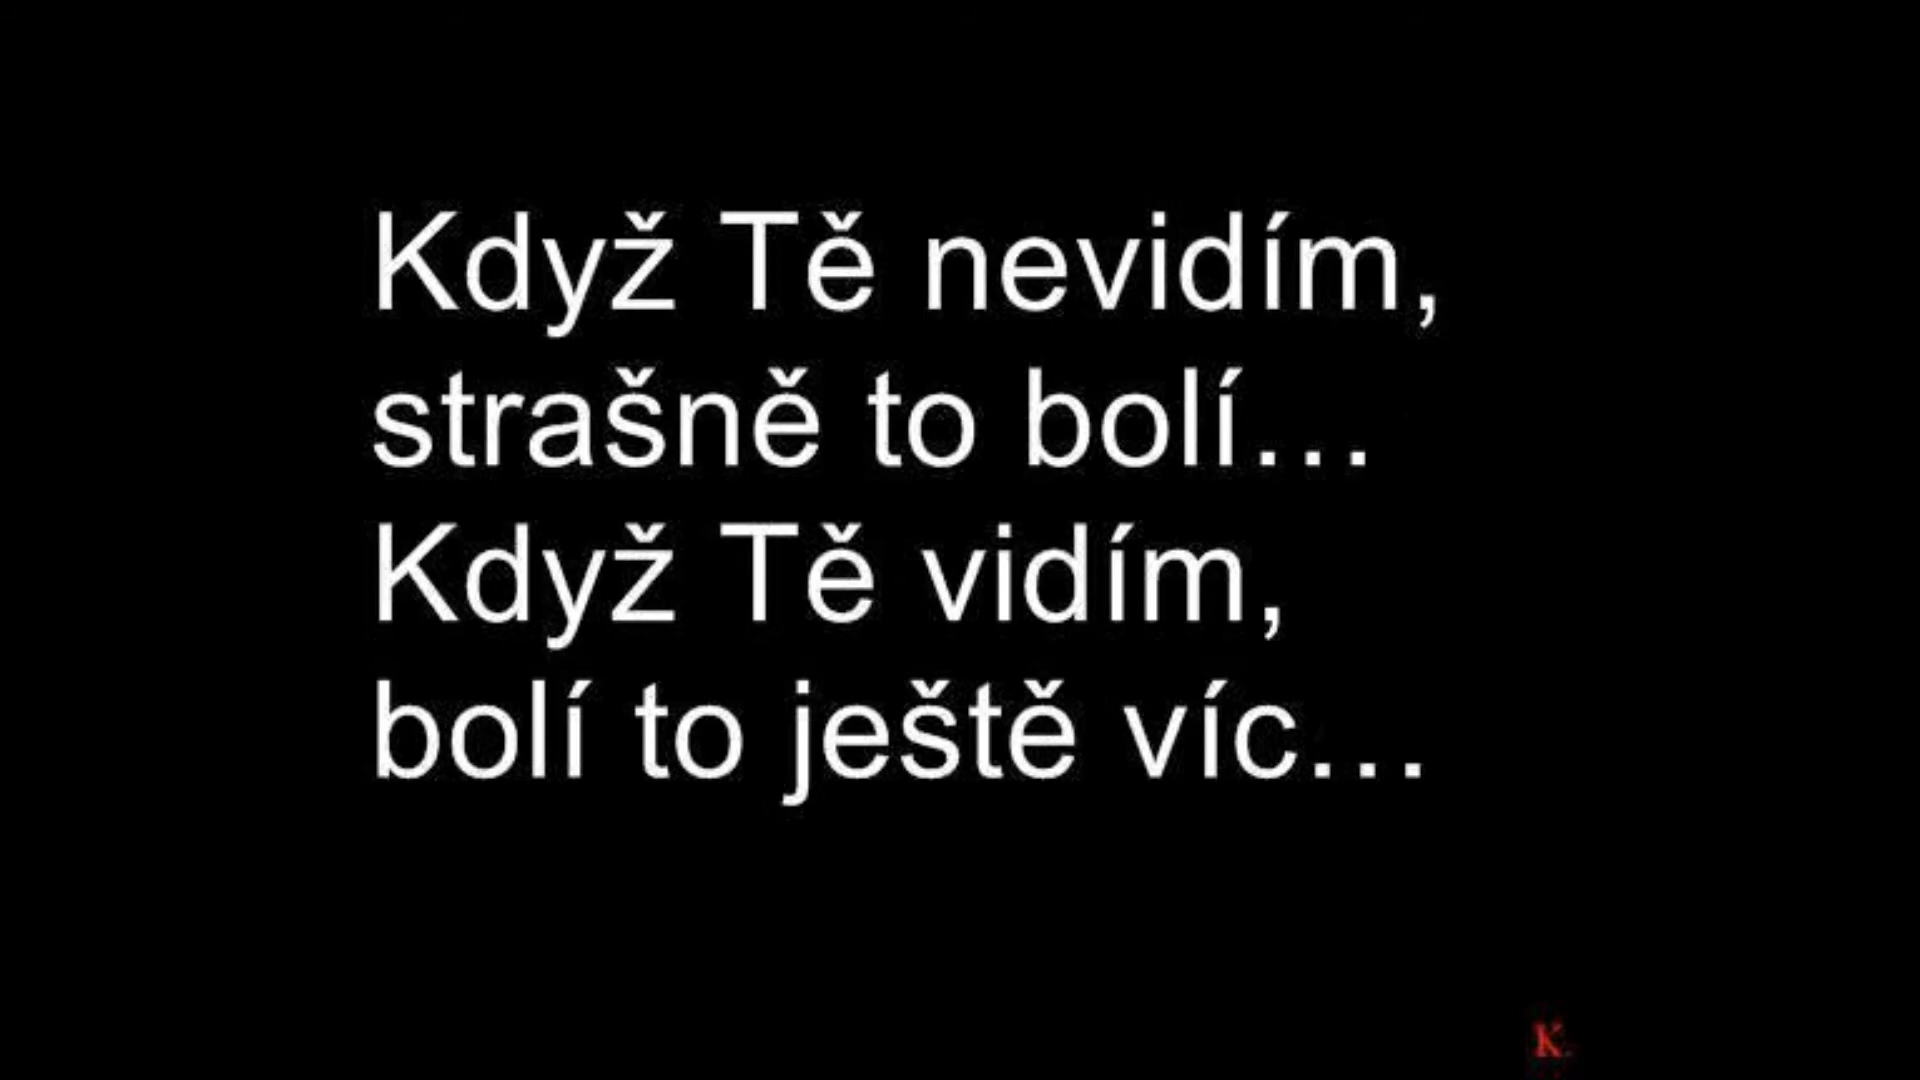 Když Tě nevidím,
strašně to bolí...
Když Tě vidím,
bolí to ještě víc...
K.